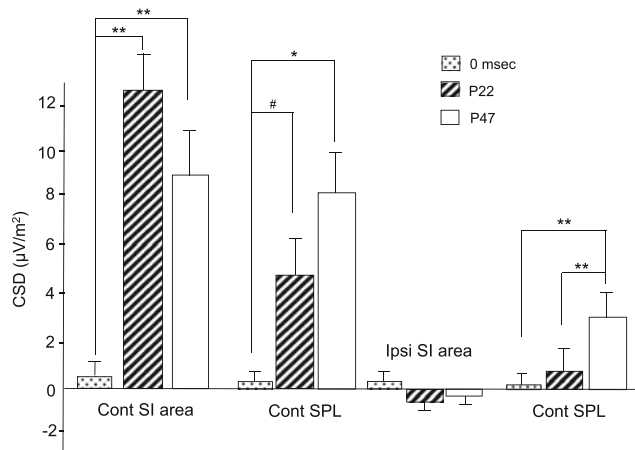 **
**
*
#
**
**
0 msec
P22
P47
12
10
8
6
4
2
0
-2
CSD (μV/m²)
Ipsi SI area
Cont SI area
Cont SPL
Cont SPL